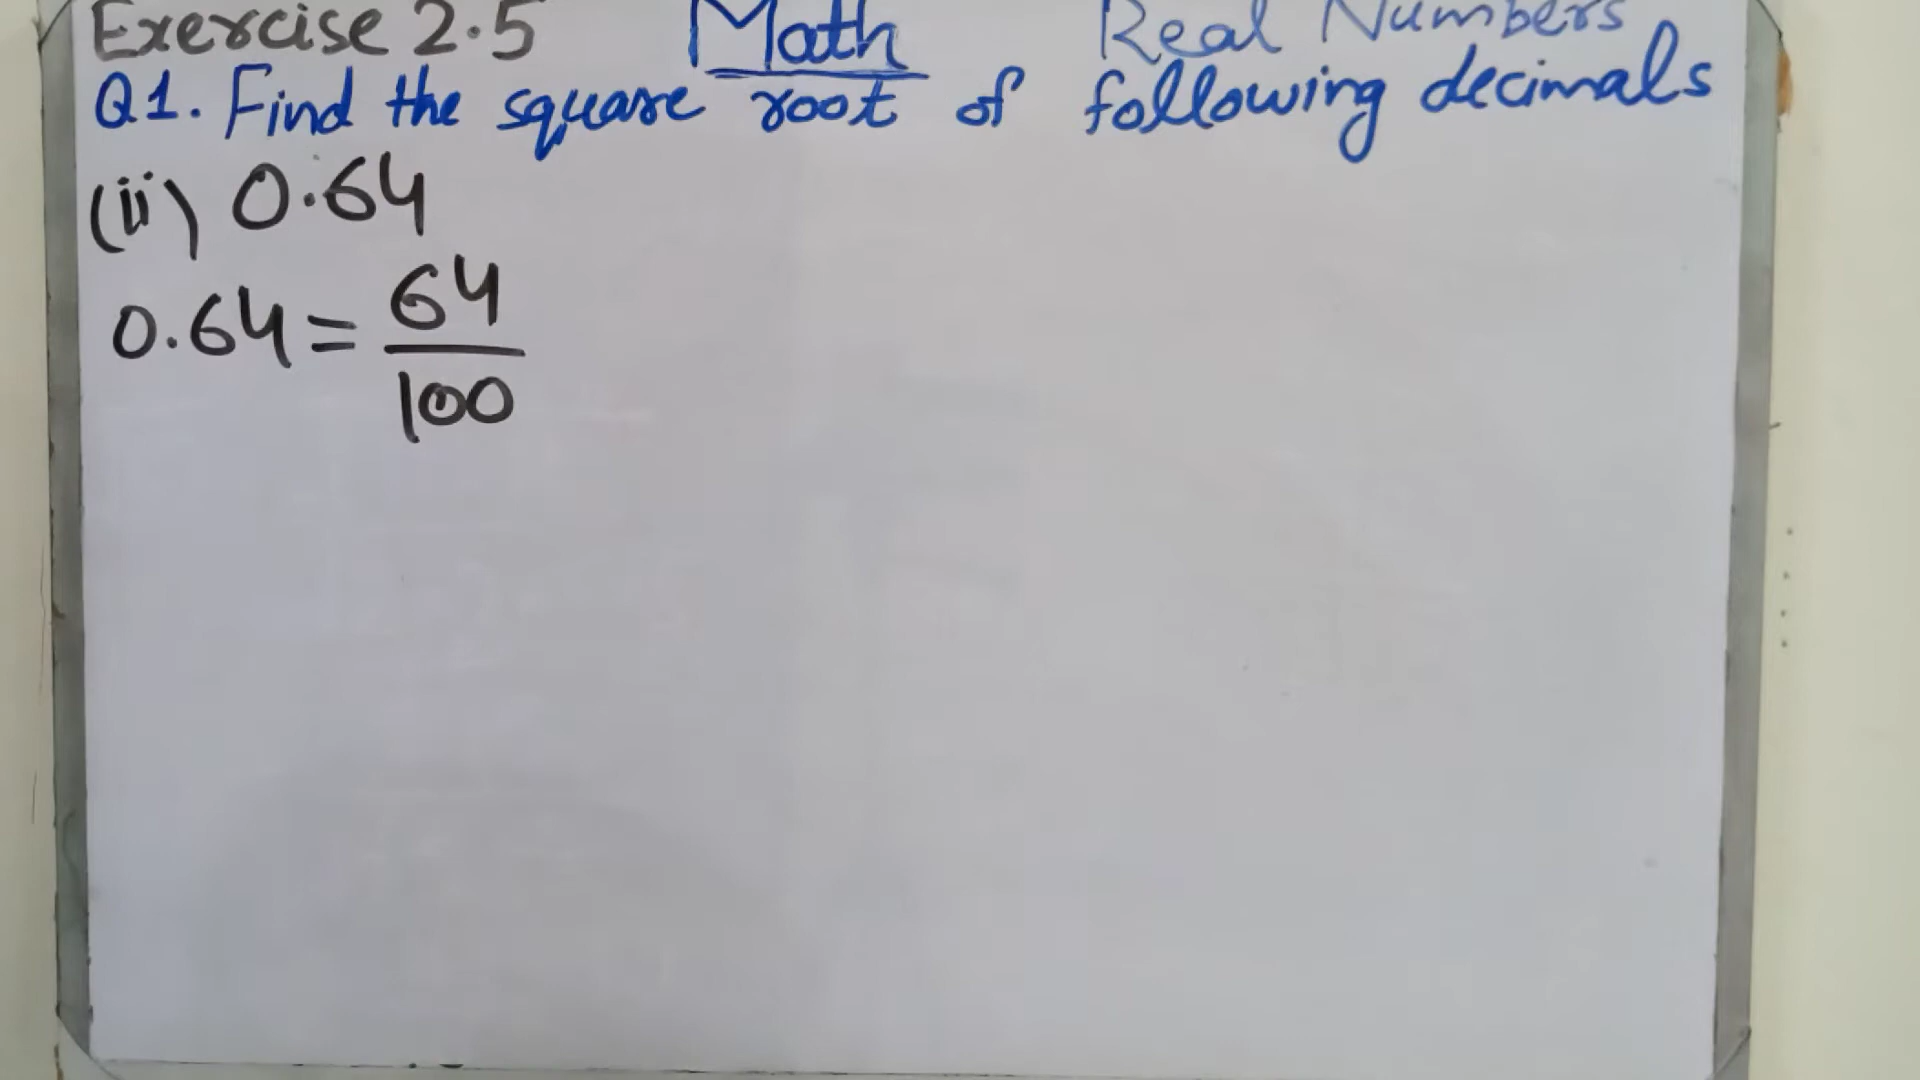 Exercise 2.5 Math Real Numbers
Q1. Find the square root of following decimals
(ii) 0.64
0.64 = 64/100